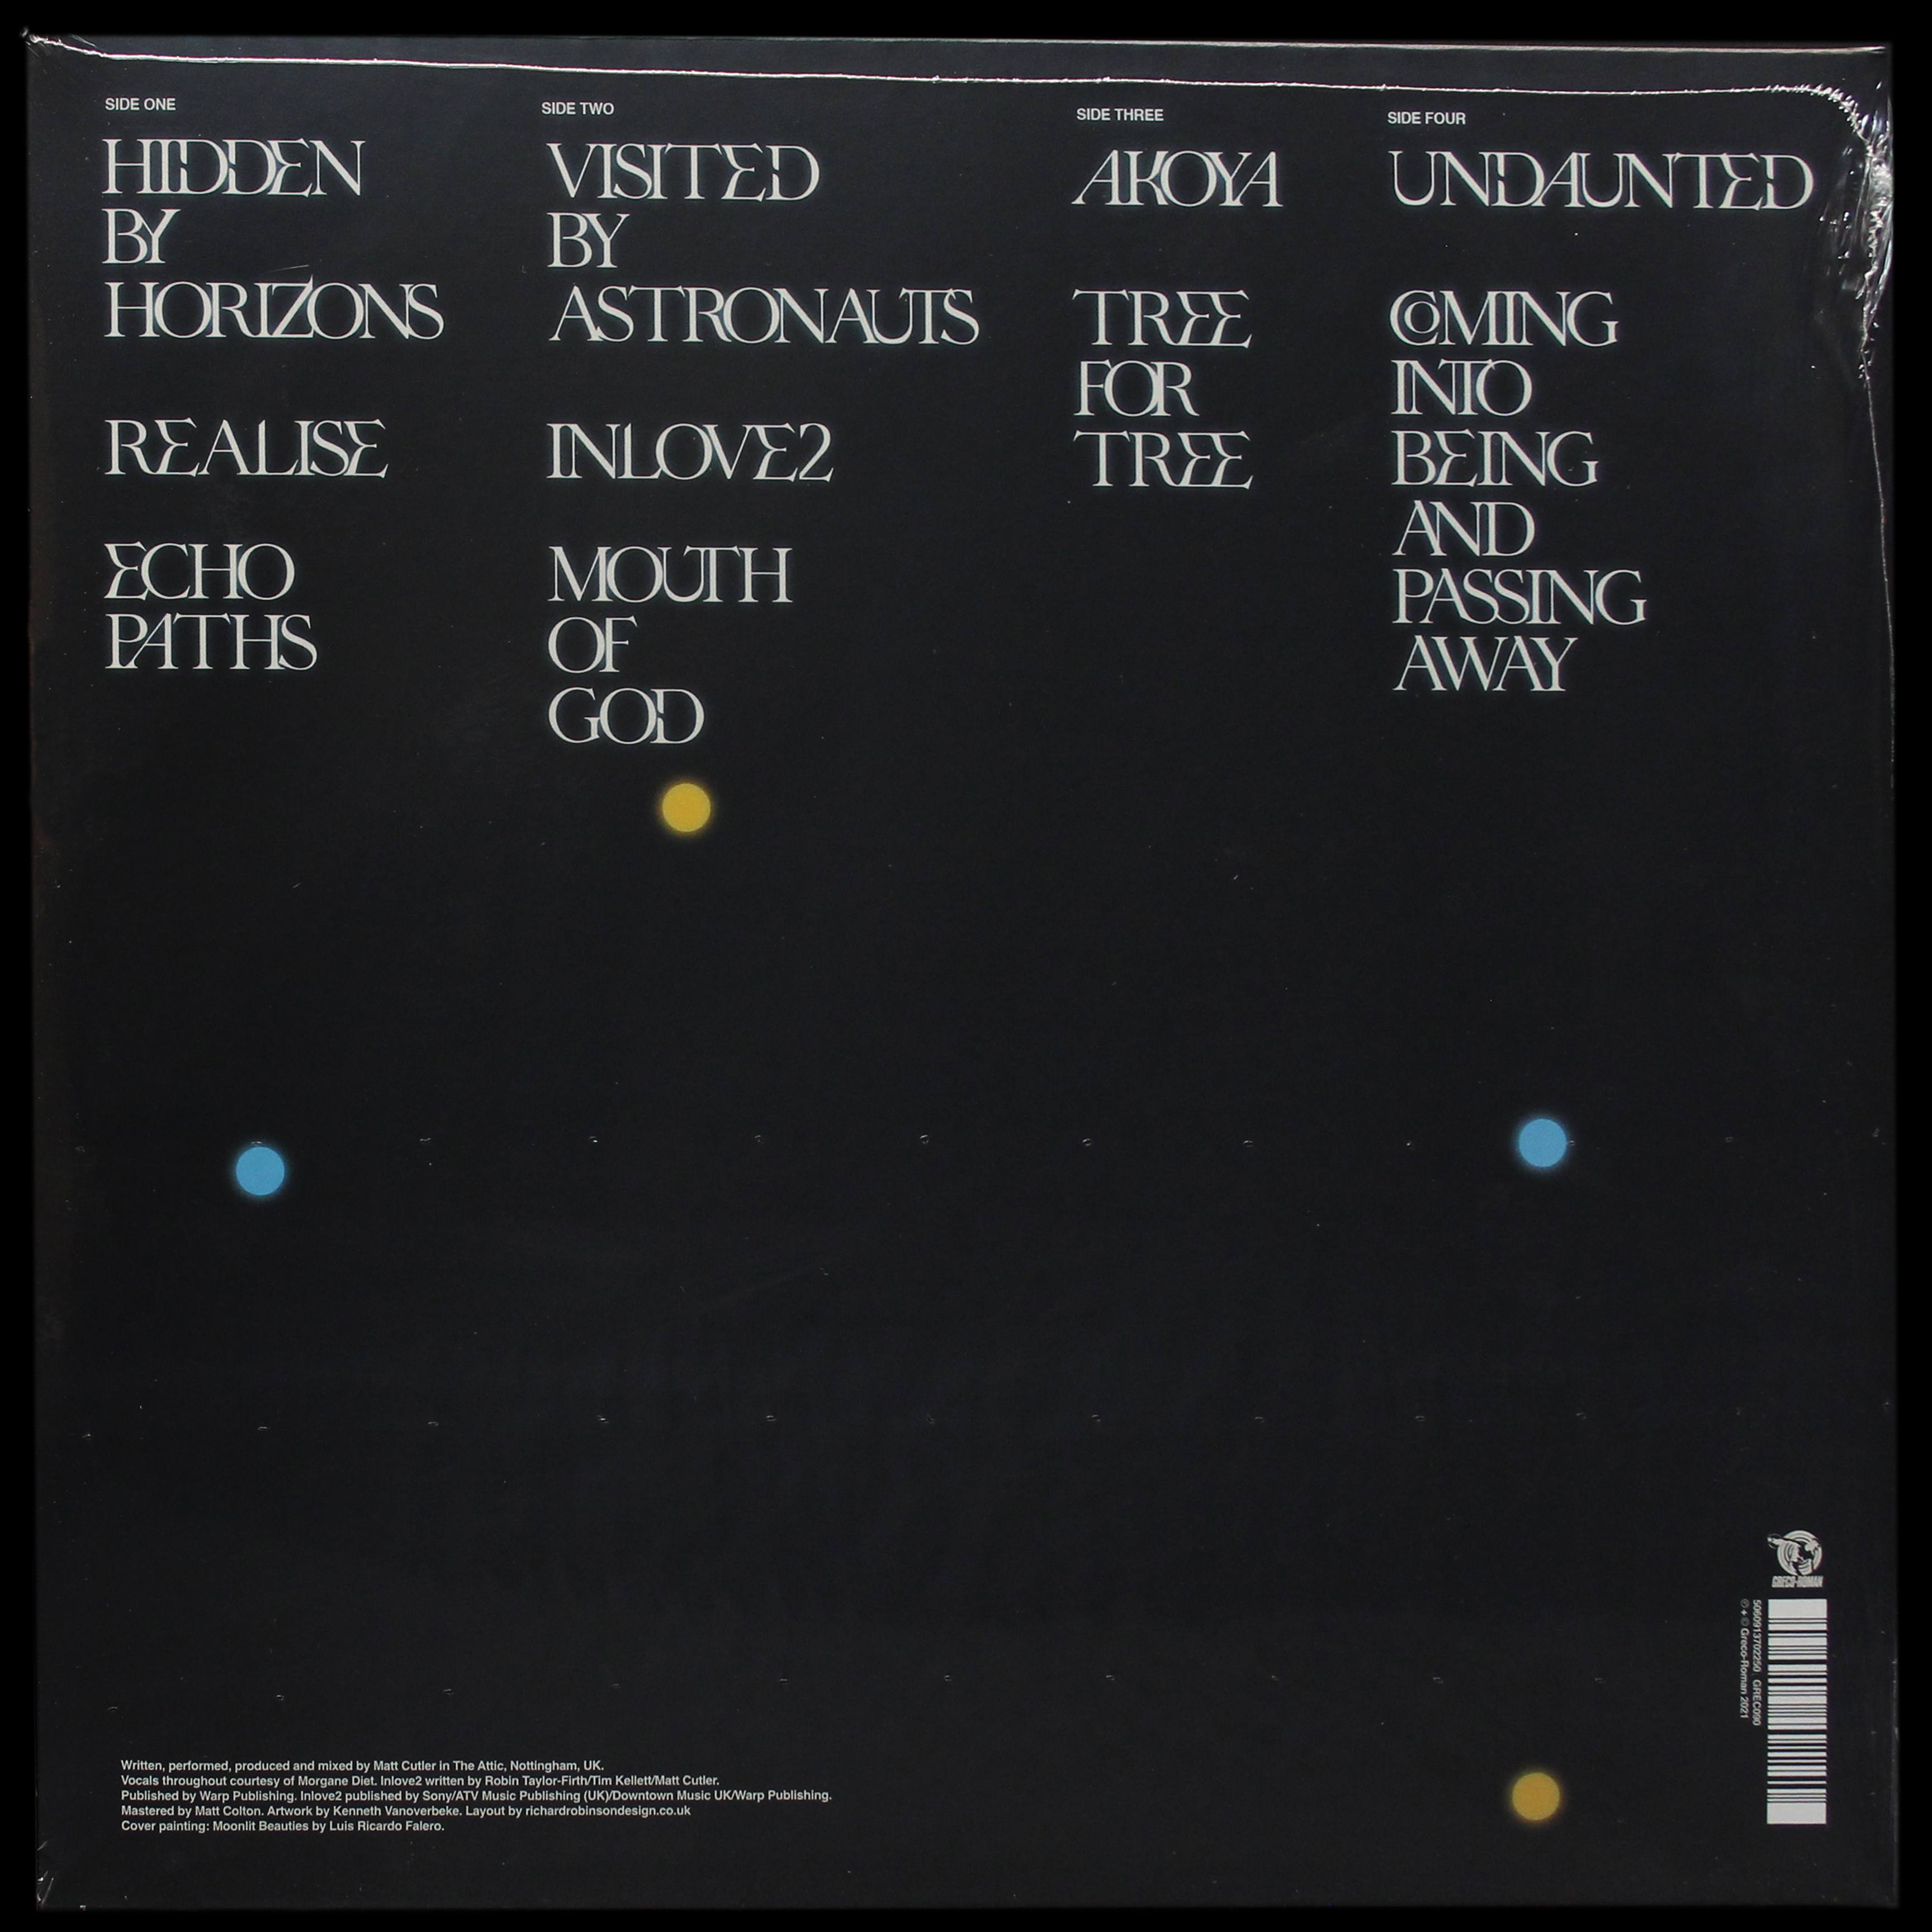 SIDE ONE
HIDDEN
BY
HORIZONS
REALISE
ECHO
PATHS
SIDE TWO
VISITED
BY
ASTRONAUTS
INLOVE2
MOUTH
OF
GOD
SIDE THREE
AKOYA
TREE
FOR
TREE
SIDE FOUR
UNDAUNTED
COMING
INTO
BEING
AND
PASSING
AWAY
GRECO-ROMAN
5060913702250 GREC090
℗ + © Greco-Roman 2021
Written, performed, produced and mixed by Matt Cutler in The Attic, Nottingham, UK.
Vocals throughout courtesy of Morgane Diet. Inlove2 written by Robin Taylor-Firth/Tim Kellett/Matt Cutler.
Published by Warp Publishing. Inlove2 published by Sony/ATV Music Publishing (UK)/Downtown Music UK/Warp Publishing.
Mastered by Matt Colton. Artwork by Kenneth Vanoverbeke. Layout by richardrobinsondesign.co.uk
Cover painting: Moonlit Beauties by Luis Ricardo Falero.